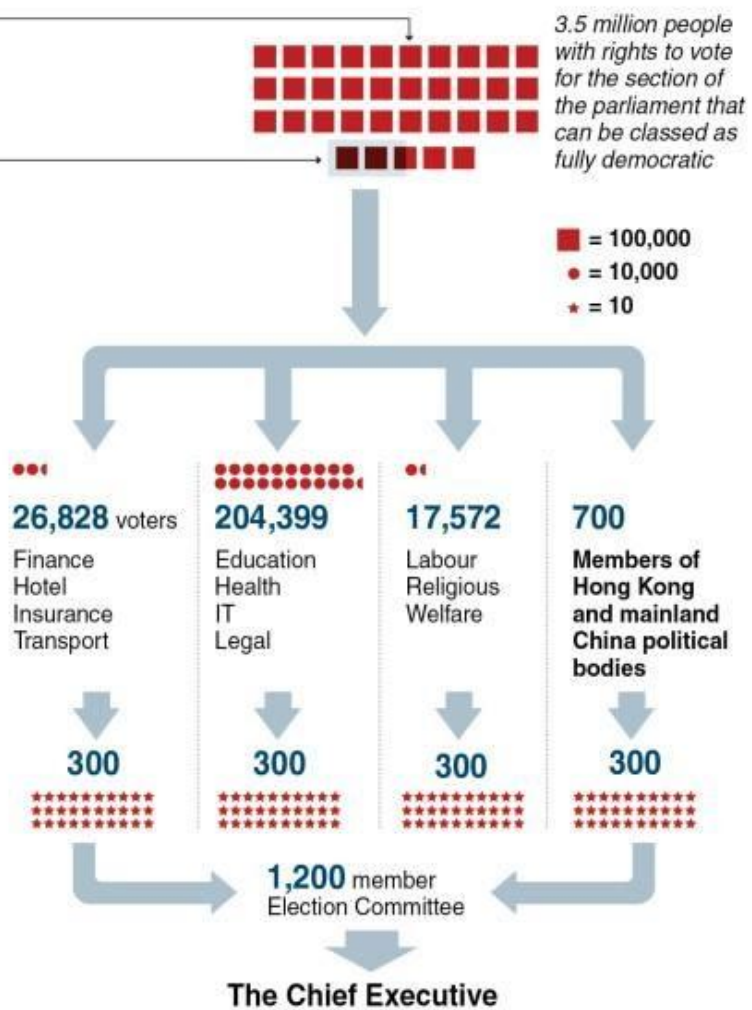 3.5 million people
with rights to vote
for the section of
the parliament that
can be classed as
fully democratic
= 100,000
= 10,000
= 10
26,828 voters
Finance
Hotel
Insurance
Transport
204,399
Education
Health
IT
Legal
17,572
Labour
Religious
Welfare
700
Members of
Hong Kong
and mainland
China political
bodies
300
300
300
300
1,200 member
Election Committee
The Chief Executive